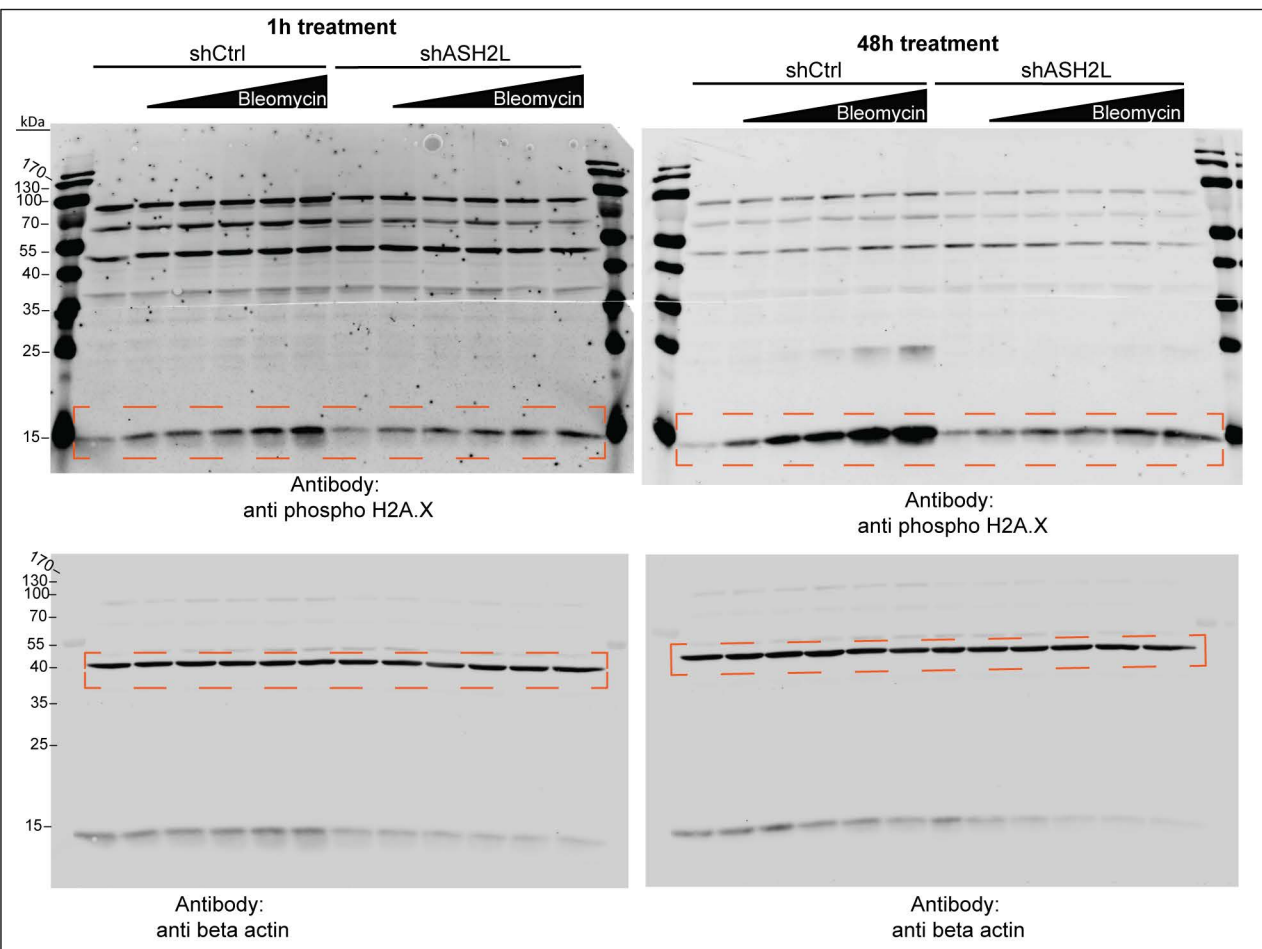 1h treatment
shCtrl
shASH2L
Bleomycin
Bleomycin
kDa
170
130
100
70
55
40
35
25
15
Antibody:
anti phospho H2A.X
48h treatment
shCtrl
shASH2L
Bleomycin
Bleomycin
Antibody:
anti phospho H2A.X
170
130
100
70
55
40
35
25
15
Antibody:
anti beta actin
Antibody:
anti beta actin